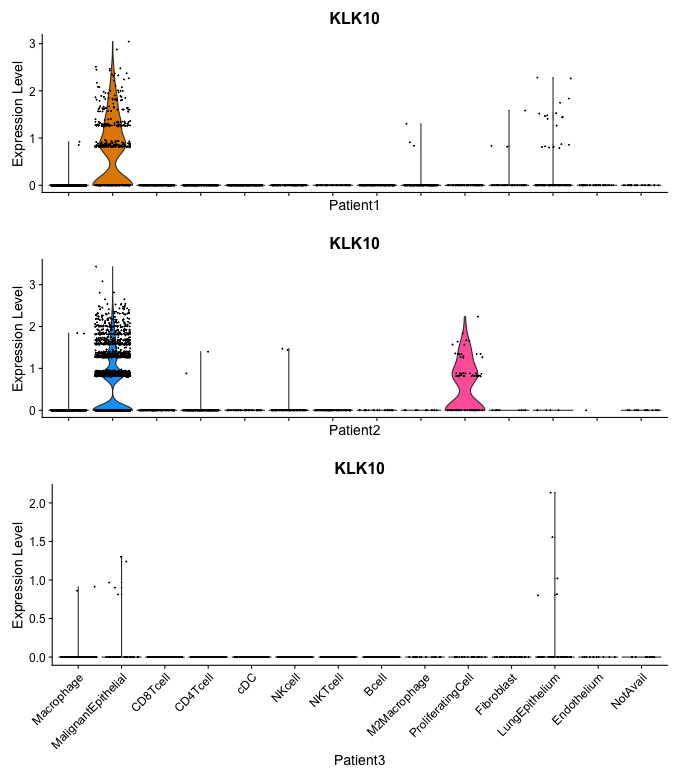 KLK10
3
2
1
0
Expression Level
Patient1
KLK10
3
2
1
0
Expression Level
Patient2
KLK10
2.0
1.5
1.0
0.5
0.0
Expression Level
Macrophage
MalignantEpithelial
CD8Tcell
CD4Tcell
cDC
NKcell
NKTcell
Bcell
M2Macrophage
ProliferatingCell
Fibroblast
LungEpithelium
Endothelium
NotAvail
Patient3